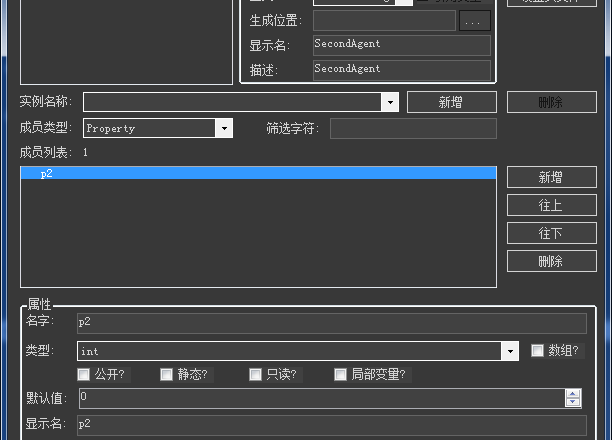 生成位置: ...
显示名: SecondAgent
描述: SecondAgent
实例名称: 新增 删除
成员类型: Property 筛选字符:
成员列表: 1
p2
新增
往上
往下
删除
属性
名字: p2
类型: int 数组?
公开? 静态? 只读? 局部变量?
默认值: 0
显示名: p2